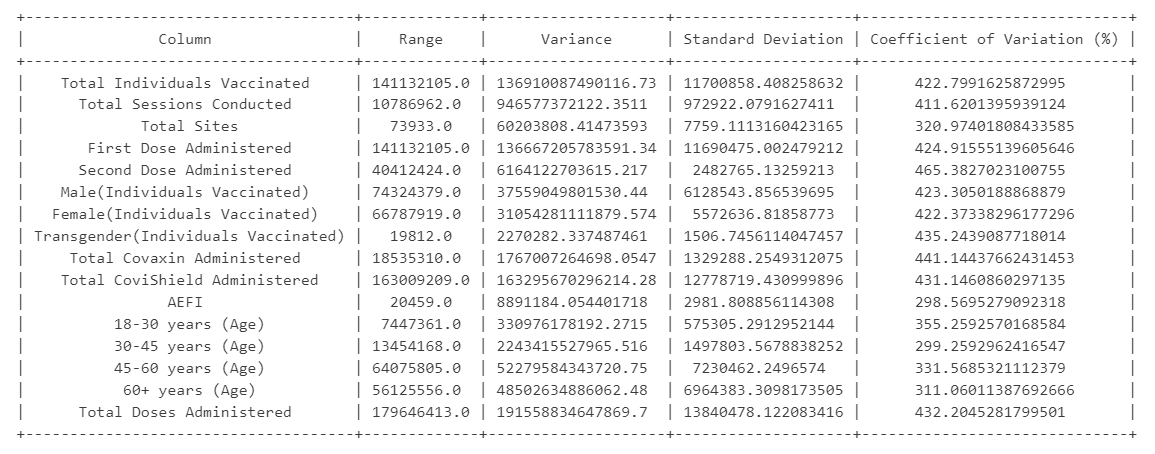 +---------------------------------------+-------------+--------------------+--------------------+------------------------------+
| Column | Range | Variance | Standard Deviation | Coefficient of Variation (%) |
+---------------------------------------+-------------+--------------------+--------------------+------------------------------+
| Total Individuals Vaccinated | 141132105.0 | 136910087490116.73 | 11700858.408258632 | 422.7991625872995 |
| Total Sessions Conducted | 10786962.0 | 946577372122.3511 | 972922.0791627411 | 411.6201395939124 |
| Total Sites | 73933.0 | 60203808.41473593 | 7759.1113160423165 | 320.97401808433585 |
| First Dose Administered | 141132105.0 | 136667205783591.34 | 11690475.002479212 | 424.91555139605646 |
| Second Dose Administered | 40412424.0 | 6164122703615.217 | 2482765.13259213 | 465.3827023100755 |
| Male(Individuals Vaccinated) | 74324379.0 | 37559049801530.44 | 6128543.856539695 | 423.3050188868879 |
| Female(Individuals Vaccinated) | 66787919.0 | 31054281111879.574 | 5572636.81858773 | 422.37338296177296 |
| Transgender(Individuals Vaccinated) | 19812.0 | 2270282.337487461 | 1506.7456114047457 | 435.2439087718014 |
| Total Covaxin Administered | 18535310.0 | 1767007264698.0547 | 1329288.2549312075 | 441.14437662431453 |
| Total CoviShield Administered | 163009209.0 | 163295670296214.28 | 12778719.430999896 | 431.1460860297135 |
| AEFI | 20459.0 | 8891184.054401718 | 2981.808856114308 | 298.5695279092318 |
| 18-30 years (Age) | 7447361.0 | 330976178192.2715 | 575305.2912952144 | 355.2592570168584 |
| 30-45 years (Age) | 13454168.0 | 2243415527965.516 | 1497803.5678838252 | 299.2592962416547 |
| 45-60 years (Age) | 64075805.0 | 52279584343720.75 | 7230462.2496574 | 331.5685321112379 |
| 60+ years (Age) | 56125556.0 | 48502634886062.48 | 6964383.3098173505 | 311.06011387692666 |
| Total Doses Administered | 179646413.0 | 191558834647869.7 | 13840478.122083416 | 432.2045281799501 |
+---------------------------------------+-------------+--------------------+--------------------+------------------------------+